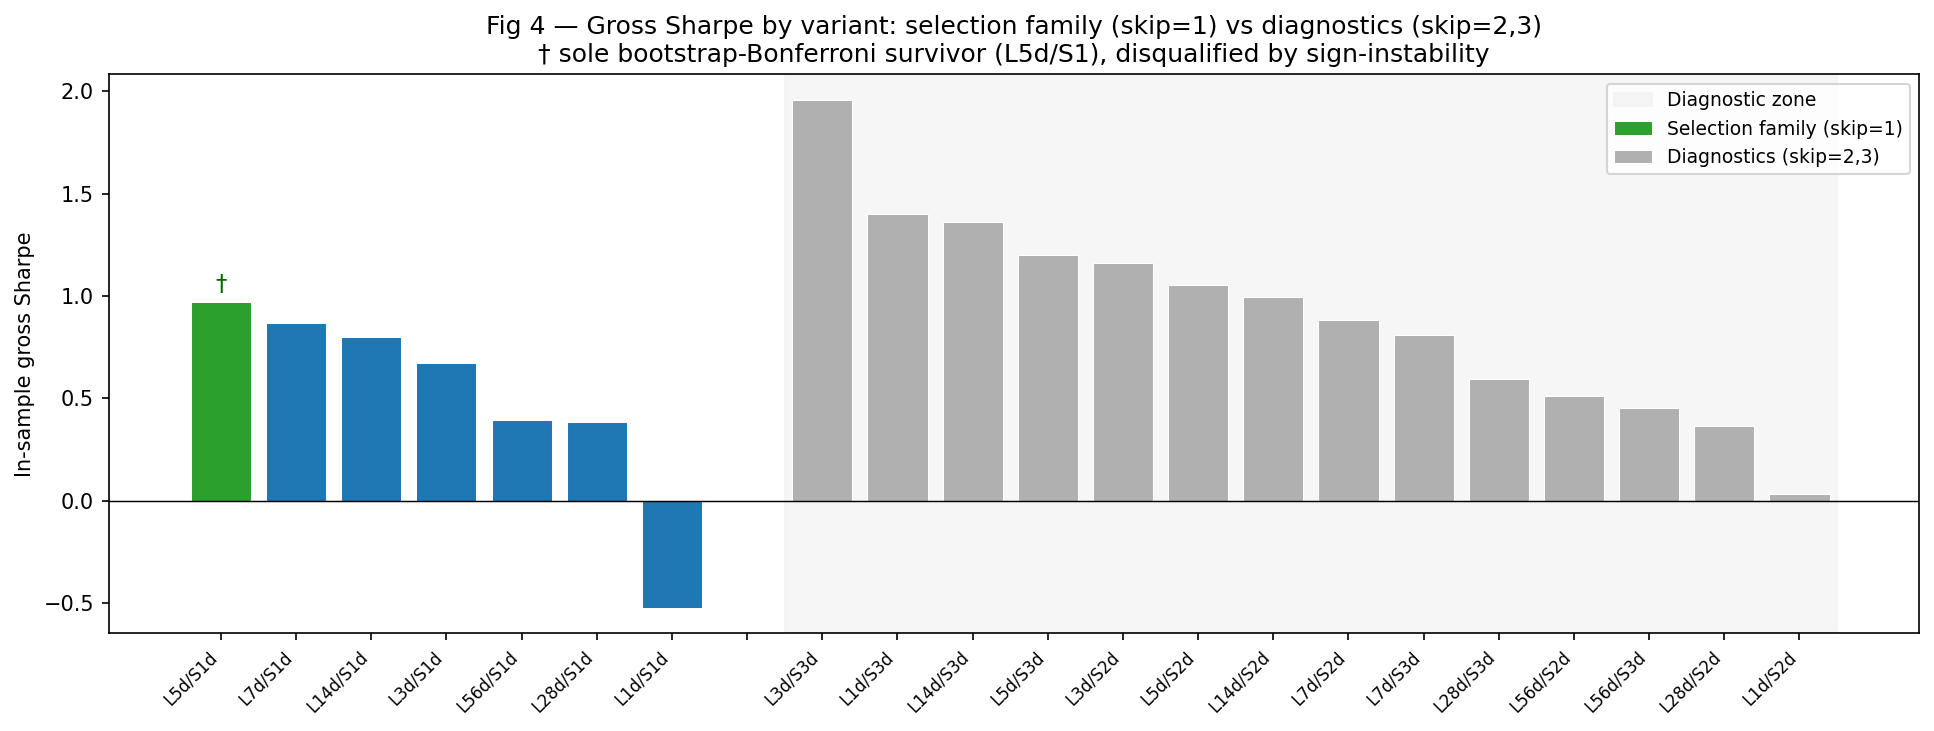 Fig 4 — Gross Sharpe by variant: selection family (skip=1) vs diagnostics (skip=2,3)
† sole bootstrap-Bonferroni survivor (L5d/S1), disqualified by sign-instability
In-sample gross Sharpe
2.0
1.5
1.0
0.5
0.0
−0.5
†
Diagnostic zone
Selection family (skip=1)
Diagnostics (skip=2,3)
L5d/S1d
L7d/S1d
L14d/S1d
L3d/S1d
L56d/S1d
L28d/S1d
L1d/S1d
L3d/S3d
L1d/S3d
L14d/S3d
L5d/S3d
L3d/S2d
L5d/S2d
L14d/S2d
L7d/S2d
L7d/S3d
L28d/S3d
L56d/S2d
L56d/S3d
L28d/S2d
L1d/S2d